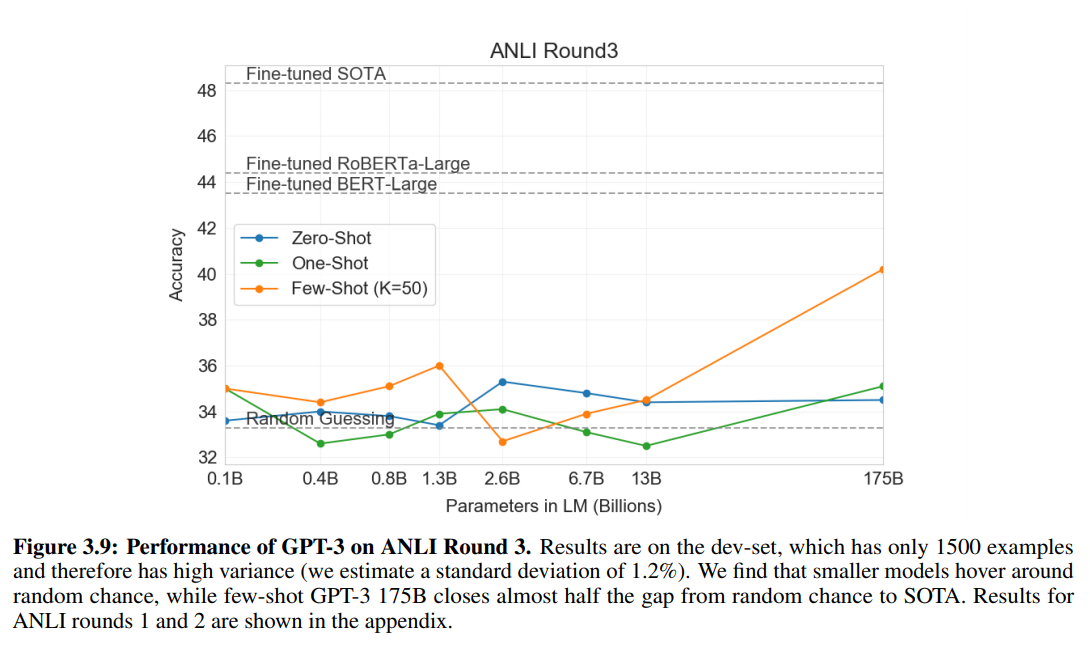 ANLI Round3
Fine-tuned SOTA
48
46
Fine-tuned RoBERTa-Large
44
Fine-tuned BERT-Large
42
Zero-Shot
One-Shot
Few-Shot (K=50)
Accuracy
40
38
36
34
Random Guessing
32
0.1B 0.4B 0.8B 1.3B 2.6B 6.7B 13B 175B
Parameters in LM (Billions)
Figure 3.9: Performance of GPT-3 on ANLI Round 3. Results are on the dev-set, which has only 1500 examples
and therefore has high variance (we estimate a standard deviation of 1.2%). We find that smaller models hover around
random chance, while few-shot GPT-3 175B closes almost half the gap from random chance to SOTA. Results for
ANLI rounds 1 and 2 are shown in the appendix.